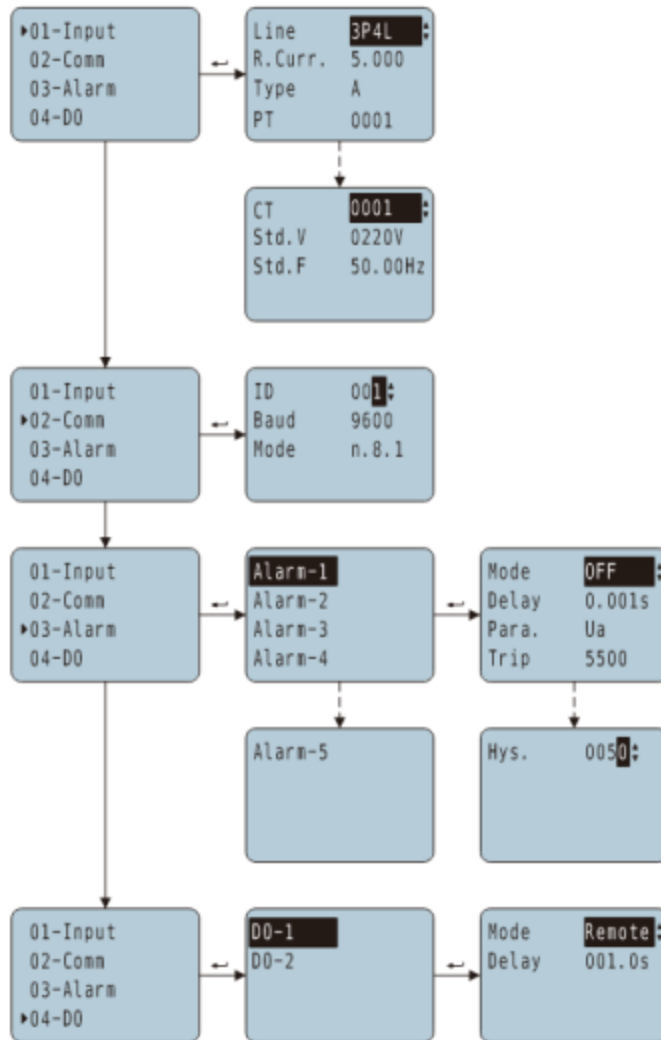 ▸01-Input
02-Comm
03-Alarm
04-DO
Line 3P4L
R.Curr. 5.000
Type A
PT 0001
CT 0001
Std.V 0220V
Std.F 50.00Hz
01-Input
▸02-Comm
03-Alarm
04-DO
ID 001
Baud 9600
Mode n.8.1
01-Input
02-Comm
▸03-Alarm
04-DO
Alarm-1
Alarm-2
Alarm-3
Alarm-4
Mode OFF
Delay 0.001s
Para. Ua
Trip 5500
Alarm-5
Hys. 0050
01-Input
02-Comm
03-Alarm
▸04-DO
DO-1
DO-2
Mode Remote
Delay 001.0s